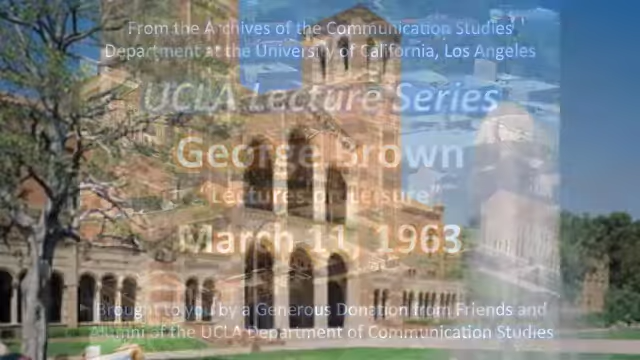 From the Archives of the Communication Studies
Department at the University of California, Los Angeles
UCLA Lecture Series
George Brown
"Lectures on Leisure"
March 11, 1963
Brought to you by a Generous Donation from Friends and
Alumni of the UCLA Department of Communication Studies